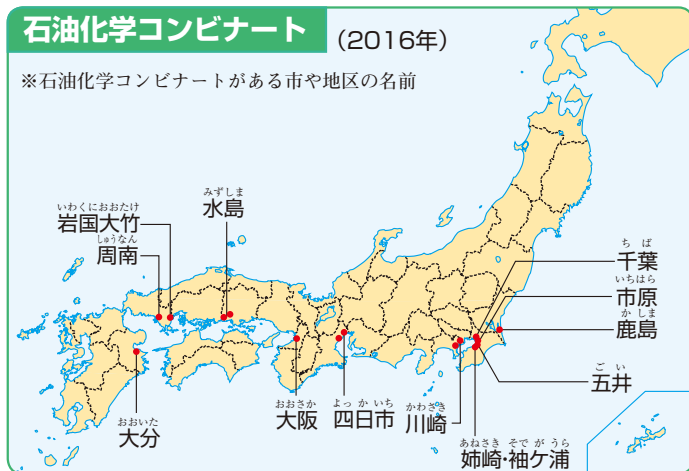 石油化学コンビナート (2016年)
※石油化学コンビナートがある市や地区の名前
みずしま
水島
いわくにおおたけ
岩国大竹
しゅうなん
周南
ちば
千葉
いちはら
市原
かしま
鹿島
ごい
五井
おおいた
大分
おおさか
大阪
よっかいち
四日市
かわさき
川崎
あねさき そでがうら
姉崎・袖ケ浦